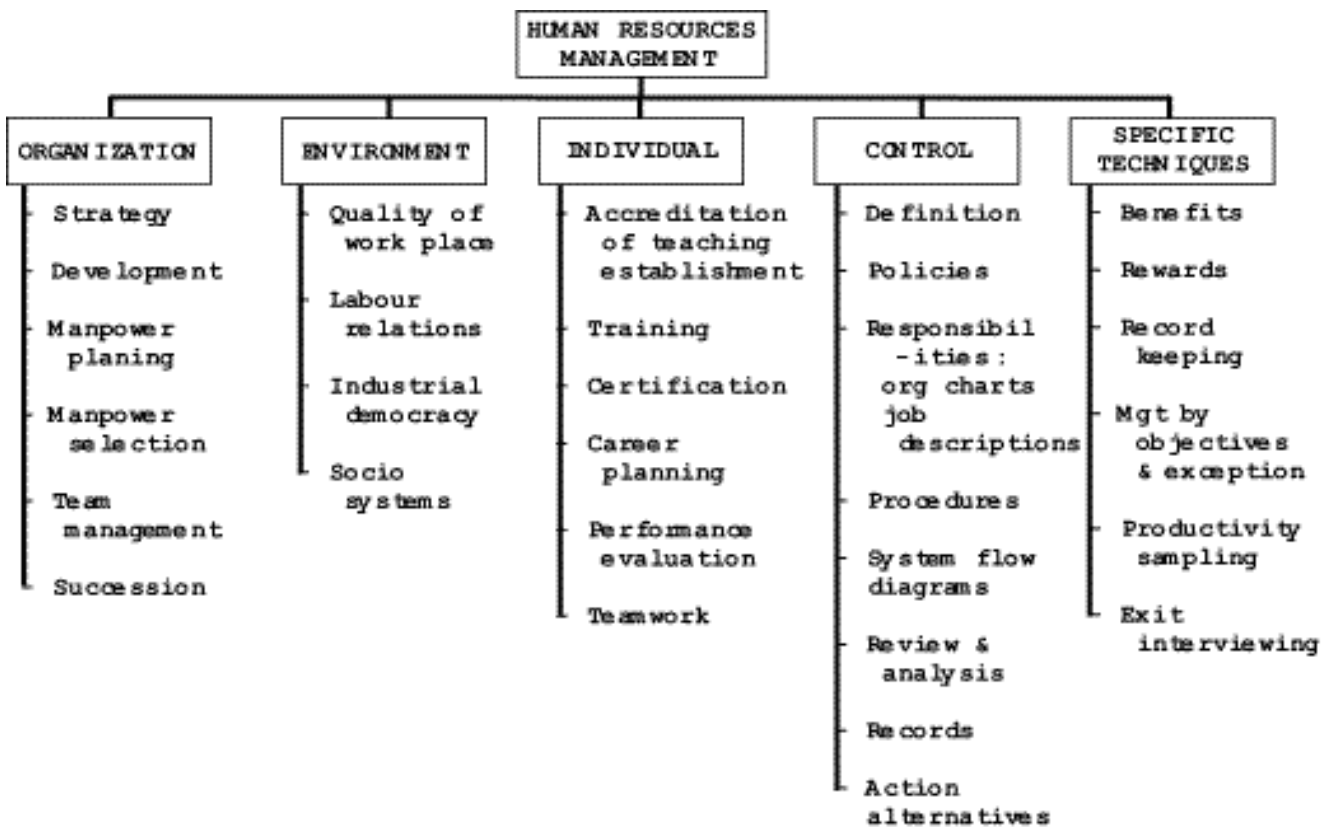 HUMAN RESOURCES
MANAGEMENT
ORGANIZATION
Strategy
Development
Manpower
planing
Manpower
selection
Team
management
Succession
ENVIRONMENT
Quality of
work place
Labour
relations
Industrial
democracy
Socio
systems
INDIVIDUAL
Accreditation
of teaching
establishment
Training
Certification
Career
planning
Performance
evaluation
Teamwork
CONTROL
Definition
Policies
Responsibil
-ities:
org charts
job
descriptions
Procedures
System flow
diagrams
Review &
analysis
Records
Action
alternatives
SPECIFIC
TECHNIQUES
Benefits
Rewards
Record
keeping
Mgt by
objectives
& exception
Productivity
sampling
Exit
interviewing